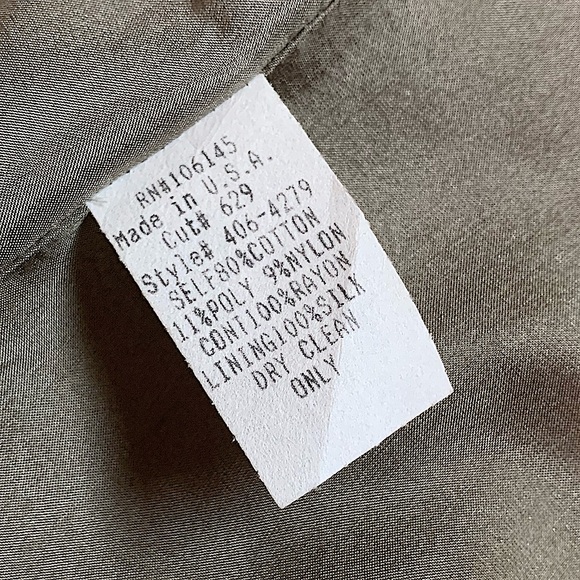 RN#106145
Made in U.S.A.
Cut# 629
Style# 406-4279
SELF80%COTTON
11%POLY 9%NYLON
CONT100%RAYON
LINING100%SILK
DRY CLEAN
ONLY